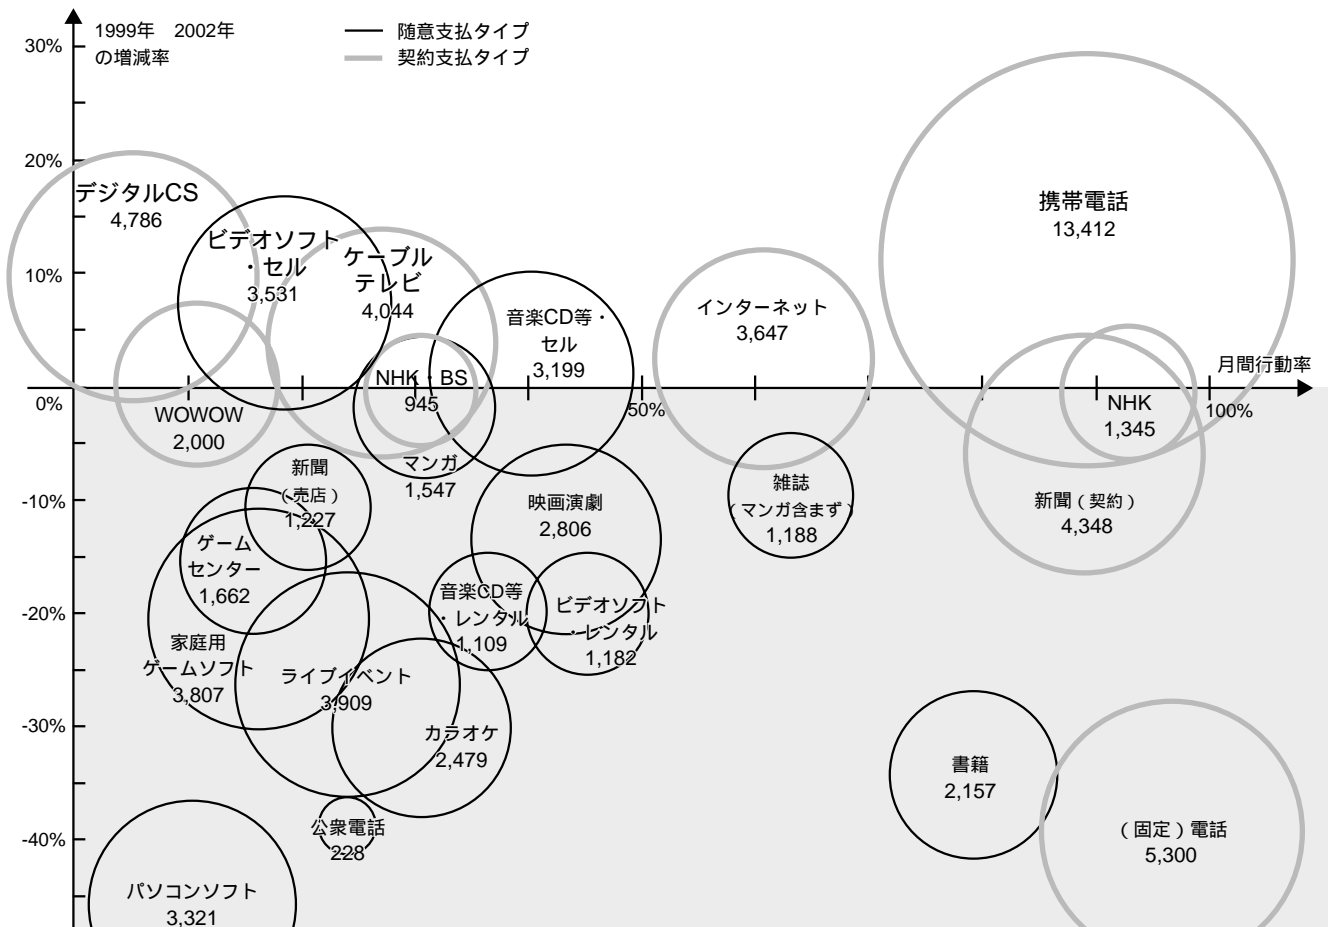 1999年　2002年
の増減率
随意支払タイプ
契約支払タイプ
30%
20%
10%
0%
-10%
-20%
-30%
-40%
50%
100%
月間行動率
デジタルCS
4,786
ビデオソフト
・セル
3,531
ケーブル
テレビ
4,044
音楽CD等・
セル
3,199
インターネット
3,647
携帯電話
13,412
WOWOW
2,000
NHK・BS
945
マンガ
1,547
NHK
1,345
新聞
（売店）
1,227
映画演劇
2,806
雑誌
（マンガ含まず）
1,188
新聞（契約）
4,348
ゲーム
センター
1,662
音楽CD等
・レンタル
1,109
ビデオソフト
・レンタル
1,182
家庭用
ゲームソフト
3,807
ライブイベント
3,909
カラオケ
2,479
公衆電話
228
書籍
2,157
（固定）電話
5,300
パソコンソフト
3,321